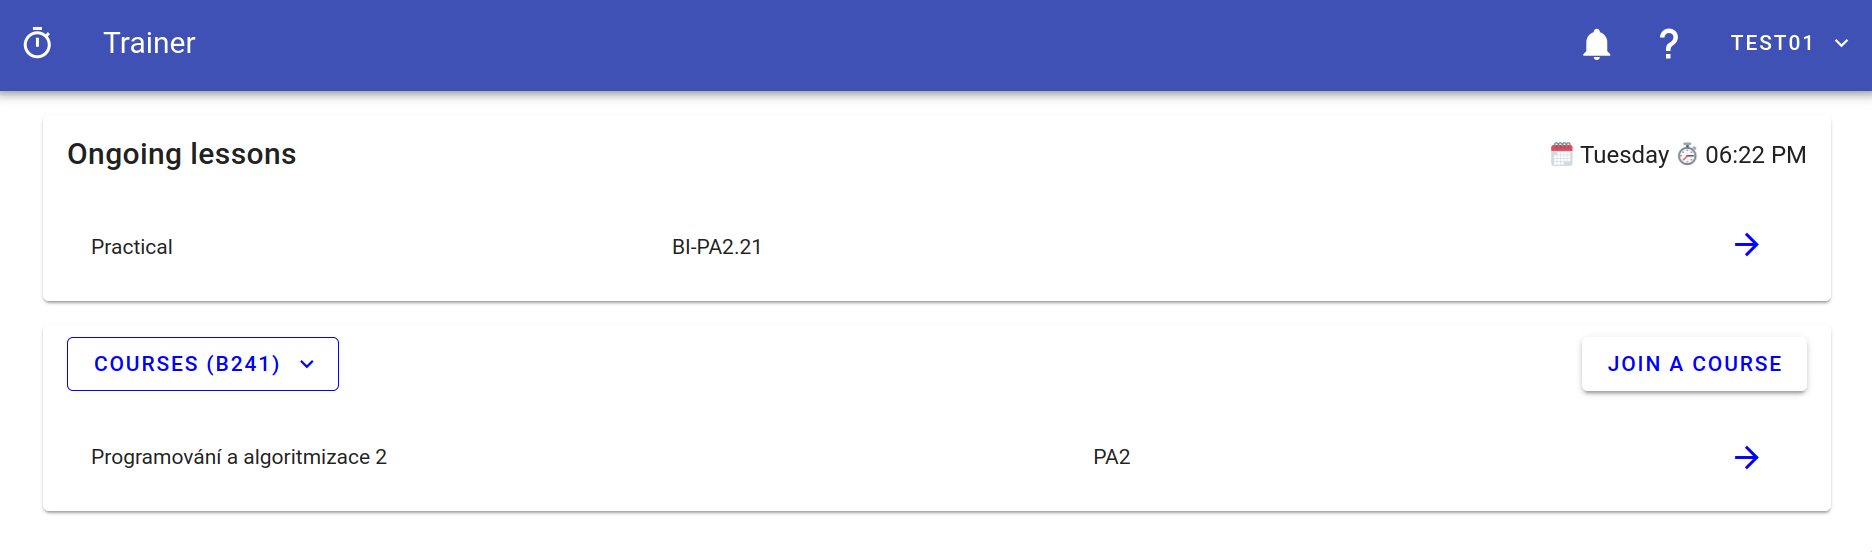 Trainer
TEST01
Ongoing lessons
Tuesday 06:22 PM
Practical BI-PA2.21
COURSES (B241)
JOIN A COURSE
Programování a algoritmizace 2 PA2